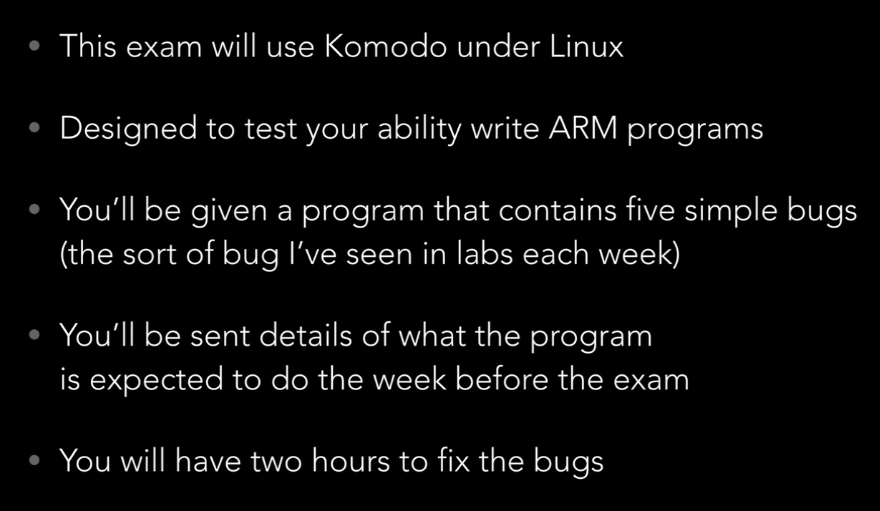 • This exam will use Komodo under Linux
• Designed to test your ability write ARM programs
• You’ll be given a program that contains five simple bugs
(the sort of bug I’ve seen in labs each week)
• You’ll be sent details of what the program
is expected to do the week before the exam
• You will have two hours to fix the bugs